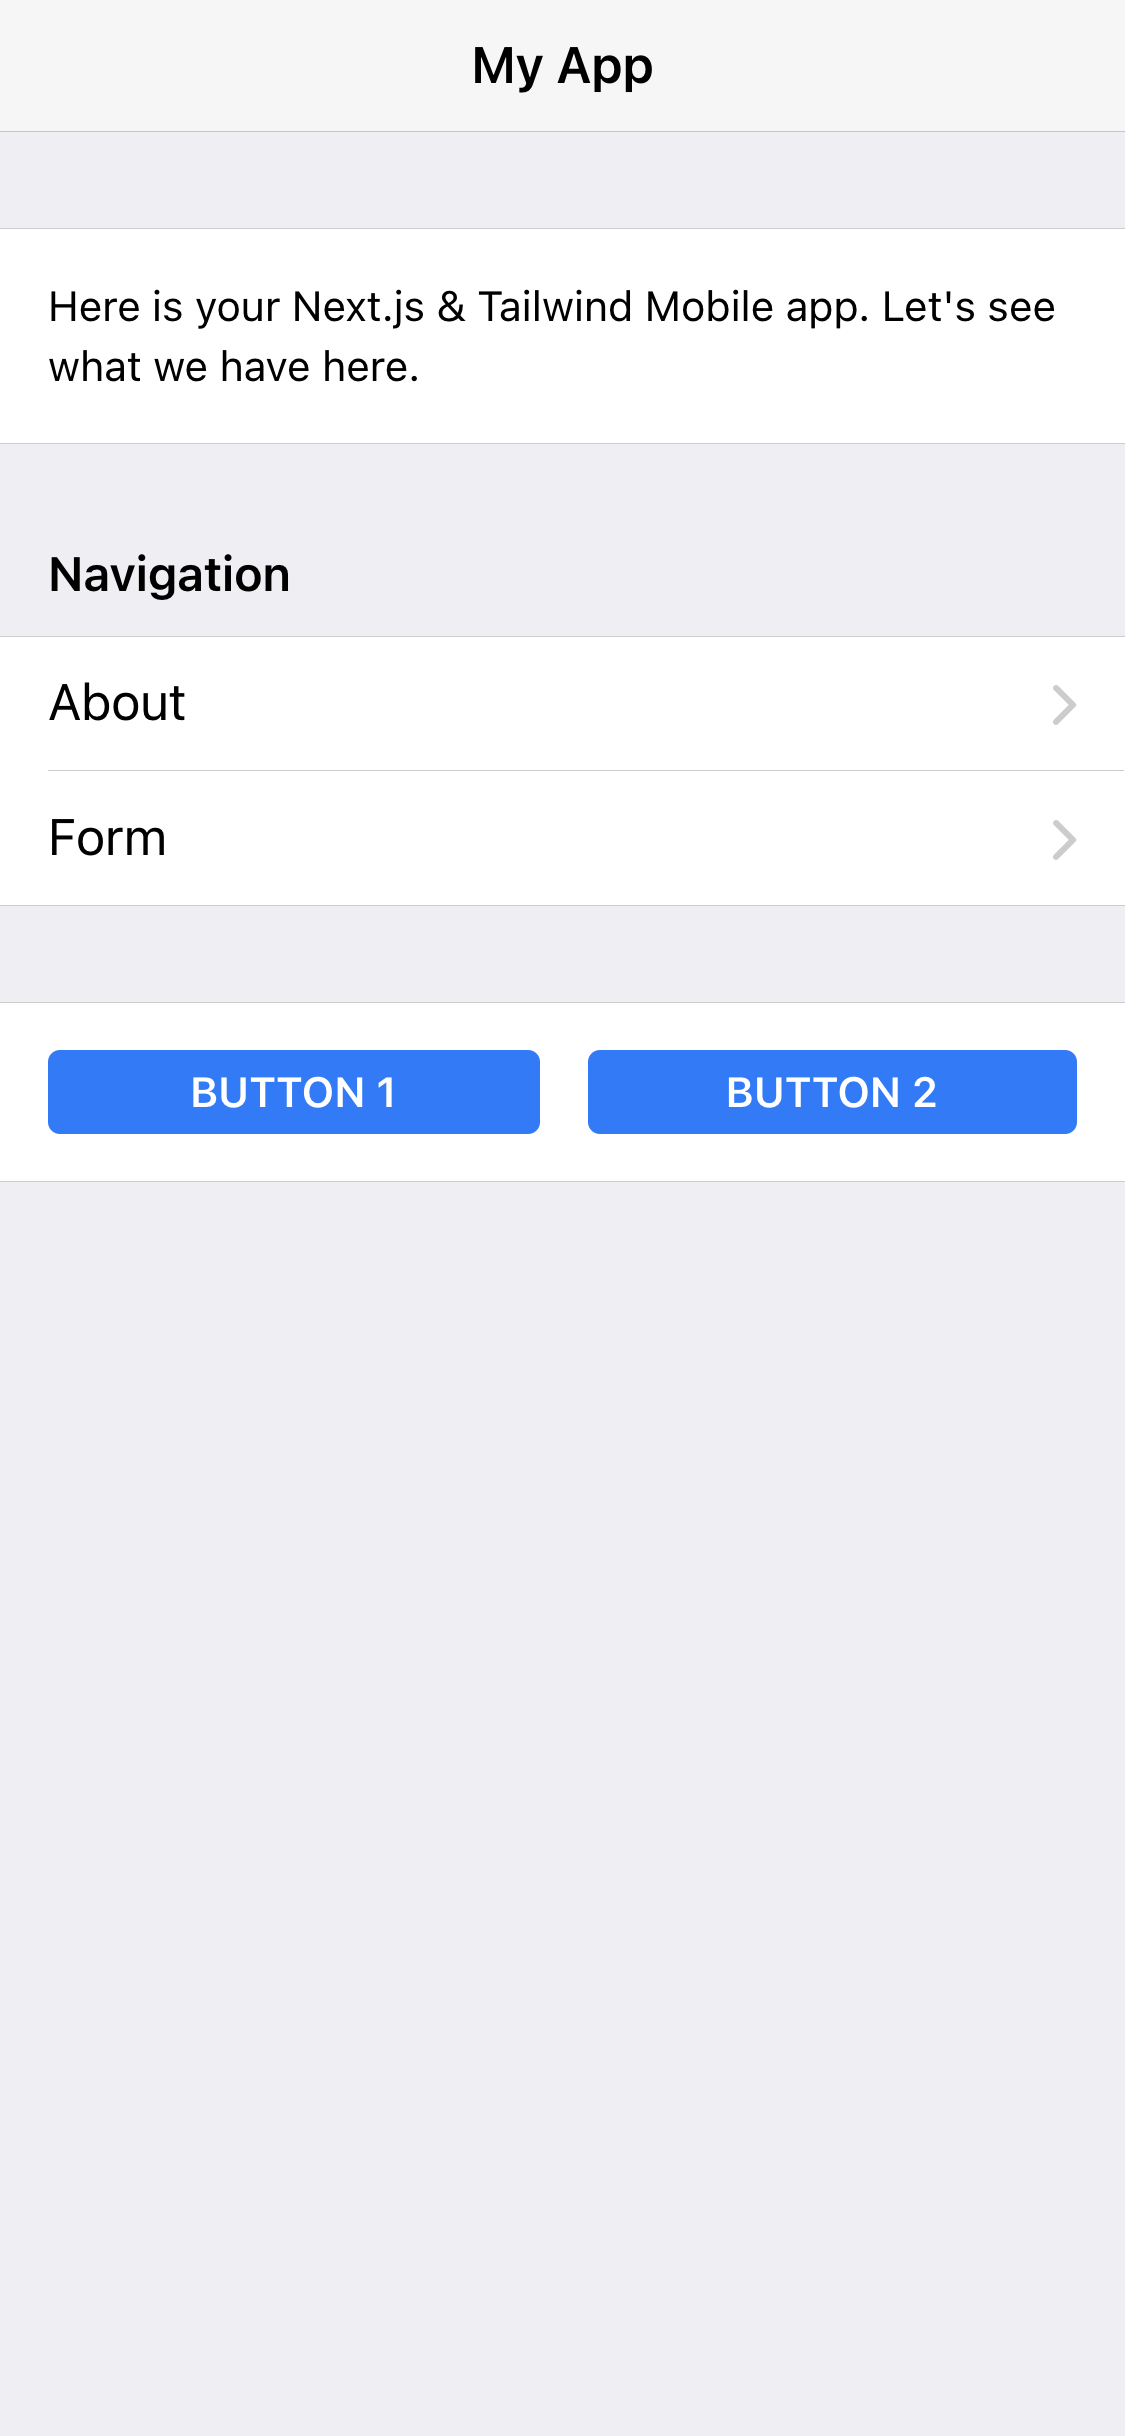 My App
Here is your Next.js & Tailwind Mobile app. Let's see
what we have here.
Navigation
About
Form
BUTTON 1
BUTTON 2